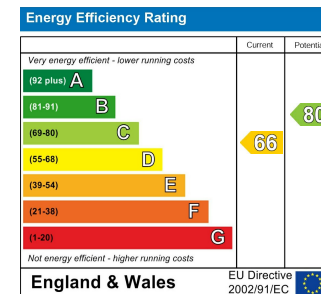 Energy Efficiency Rating
Current
Very energy efficient - lower running costs
(92 plus) A
(81-91) B
(69-80) C
(55-68) D
(39-54) E
(21-38) F
(1-20) G
66
80
Not energy efficient - higher running costs
England & Wales
EU Directive
2002/91/EC